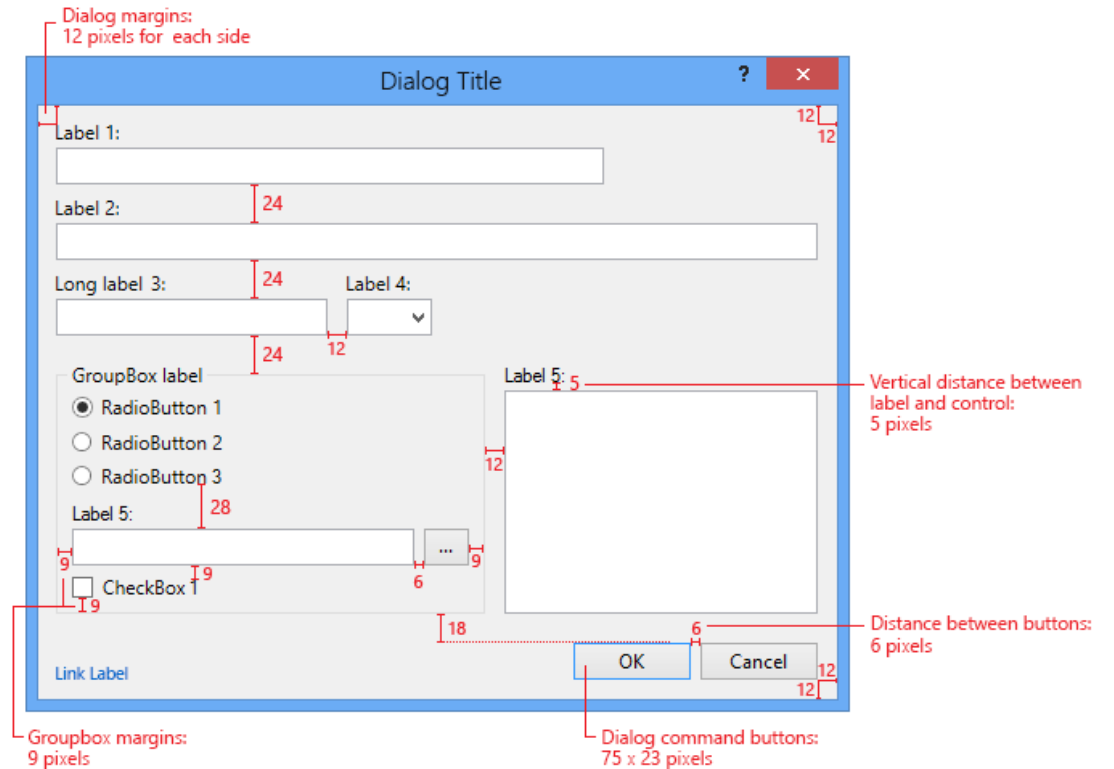 Dialog margins:
12 pixels for each side
Dialog Title
?
12
12
Label 1:
24
Label 2:
24
Long label 3:
Label 4:
12
24
GroupBox label
Label 5:
5
Vertical distance between
label and control:
5 pixels
RadioButton 1
RadioButton 2
12
RadioButton 3
28
Label 5:
...
9
9
9
6
CheckBox 1
9
18
6
Distance between buttons:
6 pixels
OK
Cancel
12
12
Link Label
Groupbox margins:
9 pixels
Dialog command buttons:
75 x 23 pixels